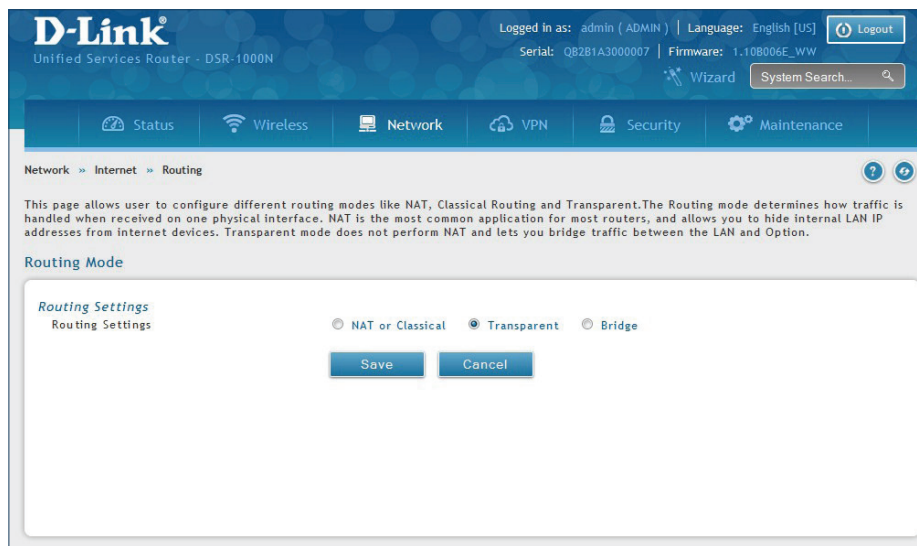 D-Link®
Unified Services Router - DSR-1000N
Logged in as: admin ( ADMIN ) | Language: English [US]
Logout
Serial: QB2B1A3000007 | Firmware: 1.10B006E_WW
Wizard
System Search...
Status
Wireless
Network
VPN
Security
Maintenance
Network » Internet » Routing
?
This page allows user to configure different routing modes like NAT, Classical Routing and Transparent.The Routing mode determines how traffic is
handled when received on one physical interface. NAT is the most common application for most routers, and allows you to hide internal LAN IP
addresses from internet devices. Transparent mode does not perform NAT and lets you bridge traffic between the LAN and Option.
Routing Mode
Routing Settings
Routing Settings
NAT or Classical
Transparent
Bridge
Save
Cancel